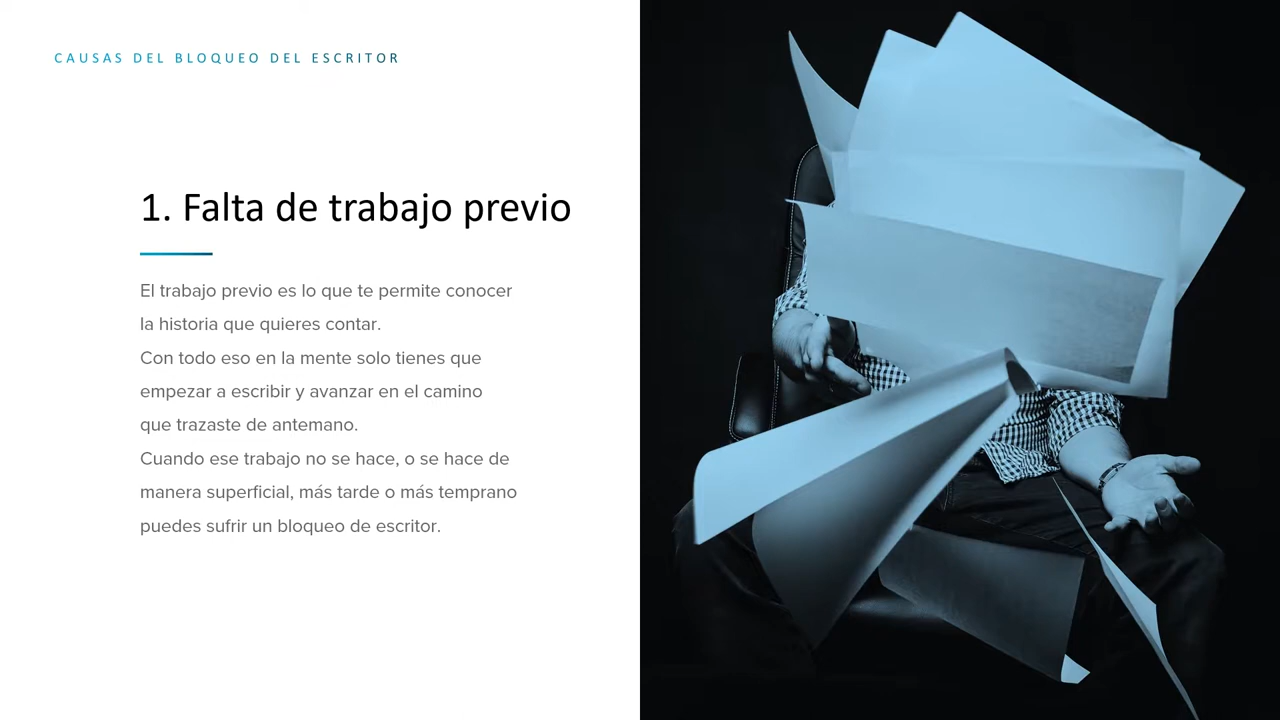 CAUSAS DEL BLOQUEO DEL ESCRITOR
1. Falta de trabajo previo
El trabajo previo es lo que te permite conocer
la historia que quieres contar.
Con todo eso en la mente solo tienes que
empezar a escribir y avanzar en el camino
que trazaste de antemano.
Cuando ese trabajo no se hace, o se hace de
manera superficial, más tarde o más temprano
puedes sufrir un bloqueo de escritor.